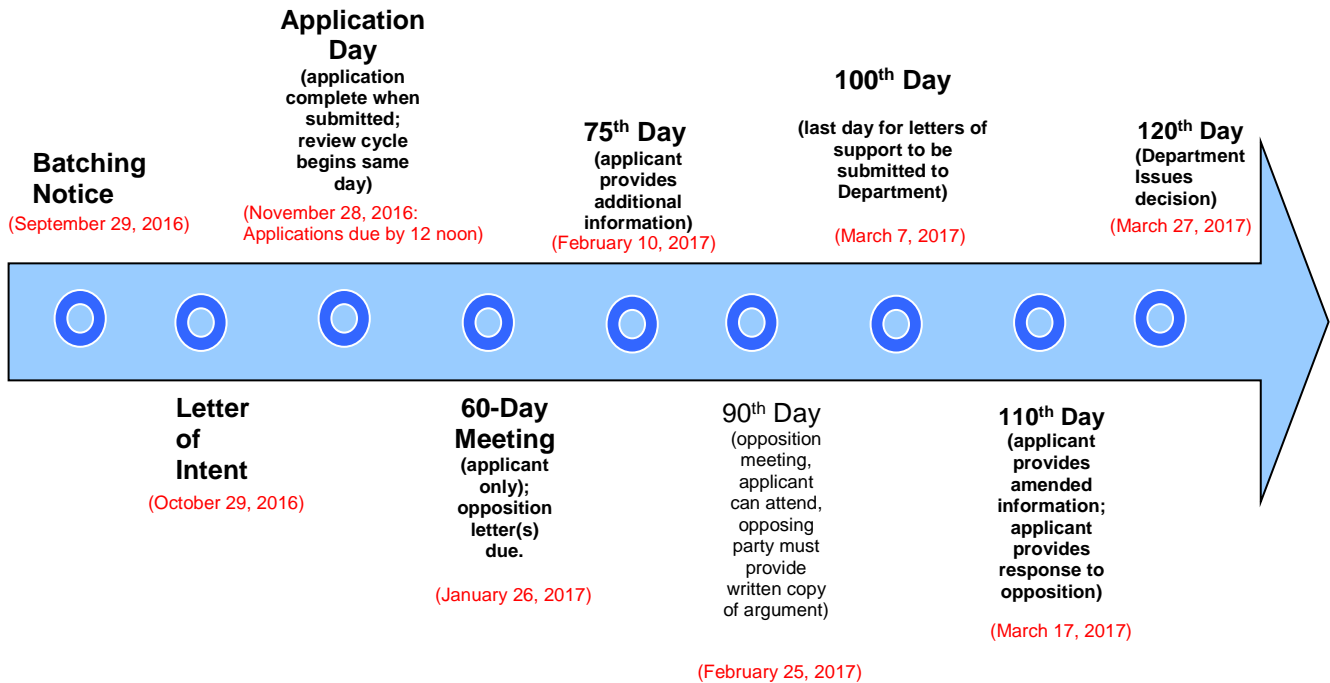 Batching
Notice
(September 29, 2016)
Letter
of
Intent
(October 29, 2016)
Application
Day
(application
complete when
submitted;
review cycle
begins same
day)
(November 28, 2016:
Applications due by 12 noon)
60-Day
Meeting
(applicant
only);
opposition
letter(s)
due.
(January 26, 2017)
75th Day
(applicant
provides
additional
information)
(February 10, 2017)
90th Day
(opposition
meeting,
applicant
can attend,
opposing
party must
provide
written copy
of argument)
(February 25, 2017)
100th Day
(last day for letters of
support to be
submitted to
Department)
(March 7, 2017)
110th Day
(applicant
provides
amended
information;
applicant
provides
response to
opposition)
(March 17, 2017)
120th Day
(Department
Issues
decision)
(March 27, 2017)